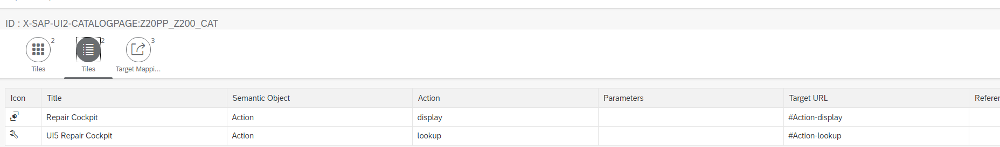 ID : X-SAP-UI2-CATALOGPAGE:Z20PP_Z200_CAT
2 2 3
Tiles Tiles Target Mappi...
Icon Title Semantic Object Action Parameters Target URL Referen
Repair Cockpit Action display #Action-display
UI5 Repair Cockpit Action lookup #Action-lookup